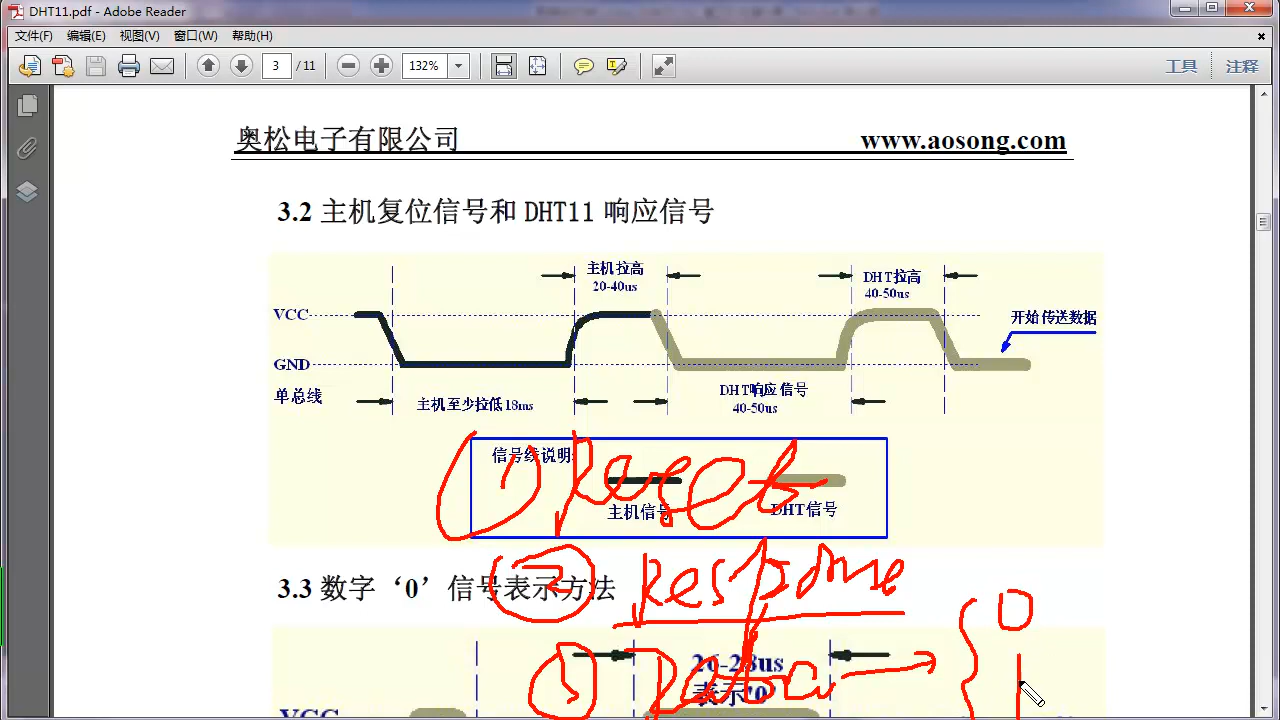 DHT11.pdf - Adobe Reader
文件(F) 编辑(E) 视图(V) 窗口(W) 帮助(H)
3 / 11 132% 工具 注释
奥松电子有限公司 www.aosong.com
3.2 主机复位信号和 DHT11 响应信号
主机拉高 DHT拉高
20-40us 40-50us
VCC 开始传送数据
GND
单总线 主机至少拉低18ms DHT响应信号
40-50us
信号线说明
主机信号 DHT信号
① Reset
② Response
3.3 数字‘0’信号表示方法
0
26-28us
表示'0'
③ Data
1
VCC